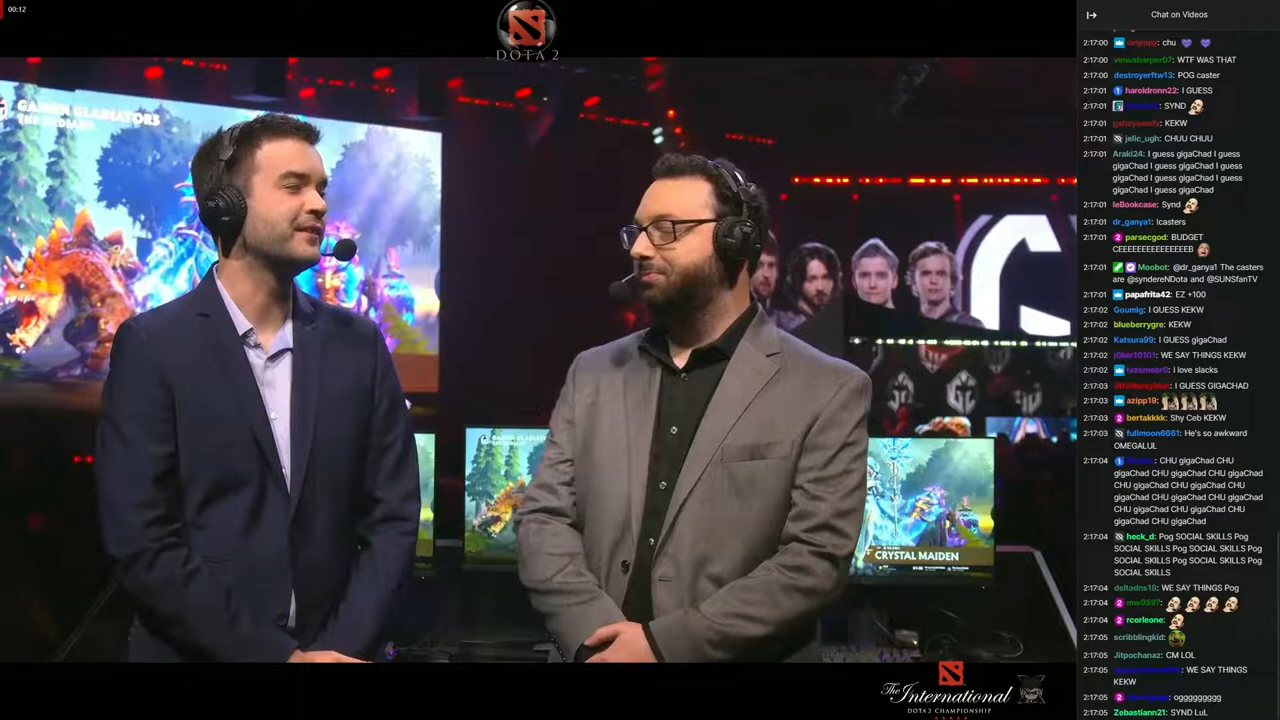 00:12
DOTA 2
GAIMIN GLADIATORS
CRYSTAL MAIDEN
The International
DOTA 2 CHAMPIONSHIP
Chat on Videos
2:17:00 chu
2:17:00 venusharper07: WTF WAS THAT
2:17:00 destroyerftw13: POG caster
2:17:01 haroldronn22: I GUESS
2:17:01 SYND
2:17:01 KEKW
2:17:01 jelic_ugh: CHUU CHUU
2:17:01 Araki24: I guess gigaChad I guess
gigaChad I guess gigaChad I guess
gigaChad I guess gigaChad I guess
gigaChad I guess gigaChad
2:17:01 leBookcase: Synd
2:17:01 dr_ganya1: !casters
2:17:01 parsecgod: BUDGET
CEEEEEEEEEEEEEEB
2:17:01 Moobot: @dr_ganya1 The casters
are @syndereNDota and @SUNSfanTV
2:17:01 papafrita42: EZ +100
2:17:02 Goumig: I GUESS KEKW
2:17:02 blueberrygre: KEKW
2:17:02 Katsura99: I GUESS gigaChad
2:17:02 j0ker10101: WE SAY THINGS KEKW
2:17:02 tazemebr0: i love slacks
2:17:03 I GUESS GIGACHAD
2:17:03 azipp19:
2:17:03 bertakkkk: Shy Ceb KEKW
2:17:03 fullmoon6661: He's so awkward
OMEGALUL
2:17:04 CHU gigaChad CHU
gigaChad CHU gigaChad CHU gigaChad
CHU gigaChad CHU gigaChad CHU
gigaChad CHU gigaChad CHU gigaChad
CHU gigaChad CHU gigaChad CHU
gigaChad CHU gigaChad
2:17:04 heck_d: Pog SOCIAL SKILLS Pog
SOCIAL SKILLS Pog SOCIAL SKILLS Pog
SOCIAL SKILLS Pog SOCIAL SKILLS Pog
SOCIAL SKILLS
2:17:04 deltadns18: WE SAY THINGS Pog
2:17:04 mw0597:
2:17:04 rcorleone:
2:17:05 scribblingkid:
2:17:05 Jitpochanaz: CM LOL
2:17:05 WE SAY THINGS
KEKW
2:17:05 ogggggggggg
2:17:05 Zebastiann21: SYND LuL